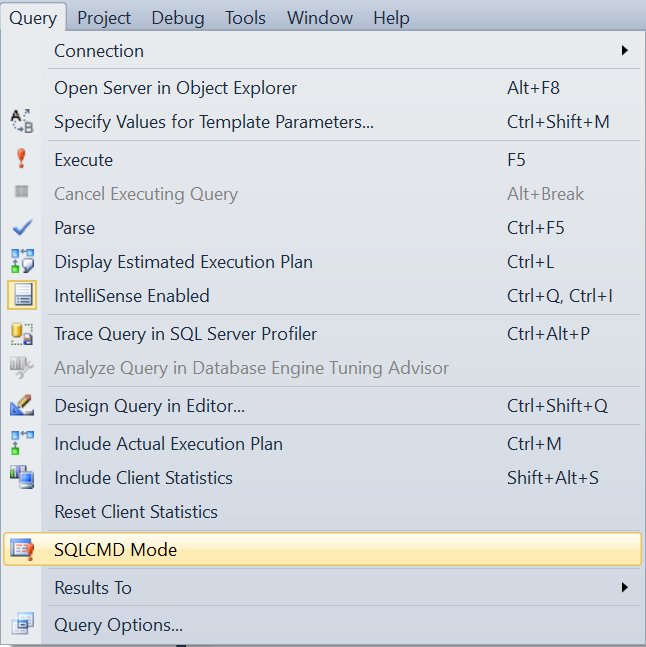 Query Project Debug Tools Window Help
Connection
Open Server in Object Explorer Alt+F8
Specify Values for Template Parameters... Ctrl+Shift+M
Execute F5
Cancel Executing Query Alt+Break
Parse Ctrl+F5
Display Estimated Execution Plan Ctrl+L
IntelliSense Enabled Ctrl+Q, Ctrl+I
Trace Query in SQL Server Profiler Ctrl+Alt+P
Analyze Query in Database Engine Tuning Advisor
Design Query in Editor... Ctrl+Shift+Q
Include Actual Execution Plan Ctrl+M
Include Client Statistics Shift+Alt+S
Reset Client Statistics
SQLCMD Mode
Results To
Query Options...